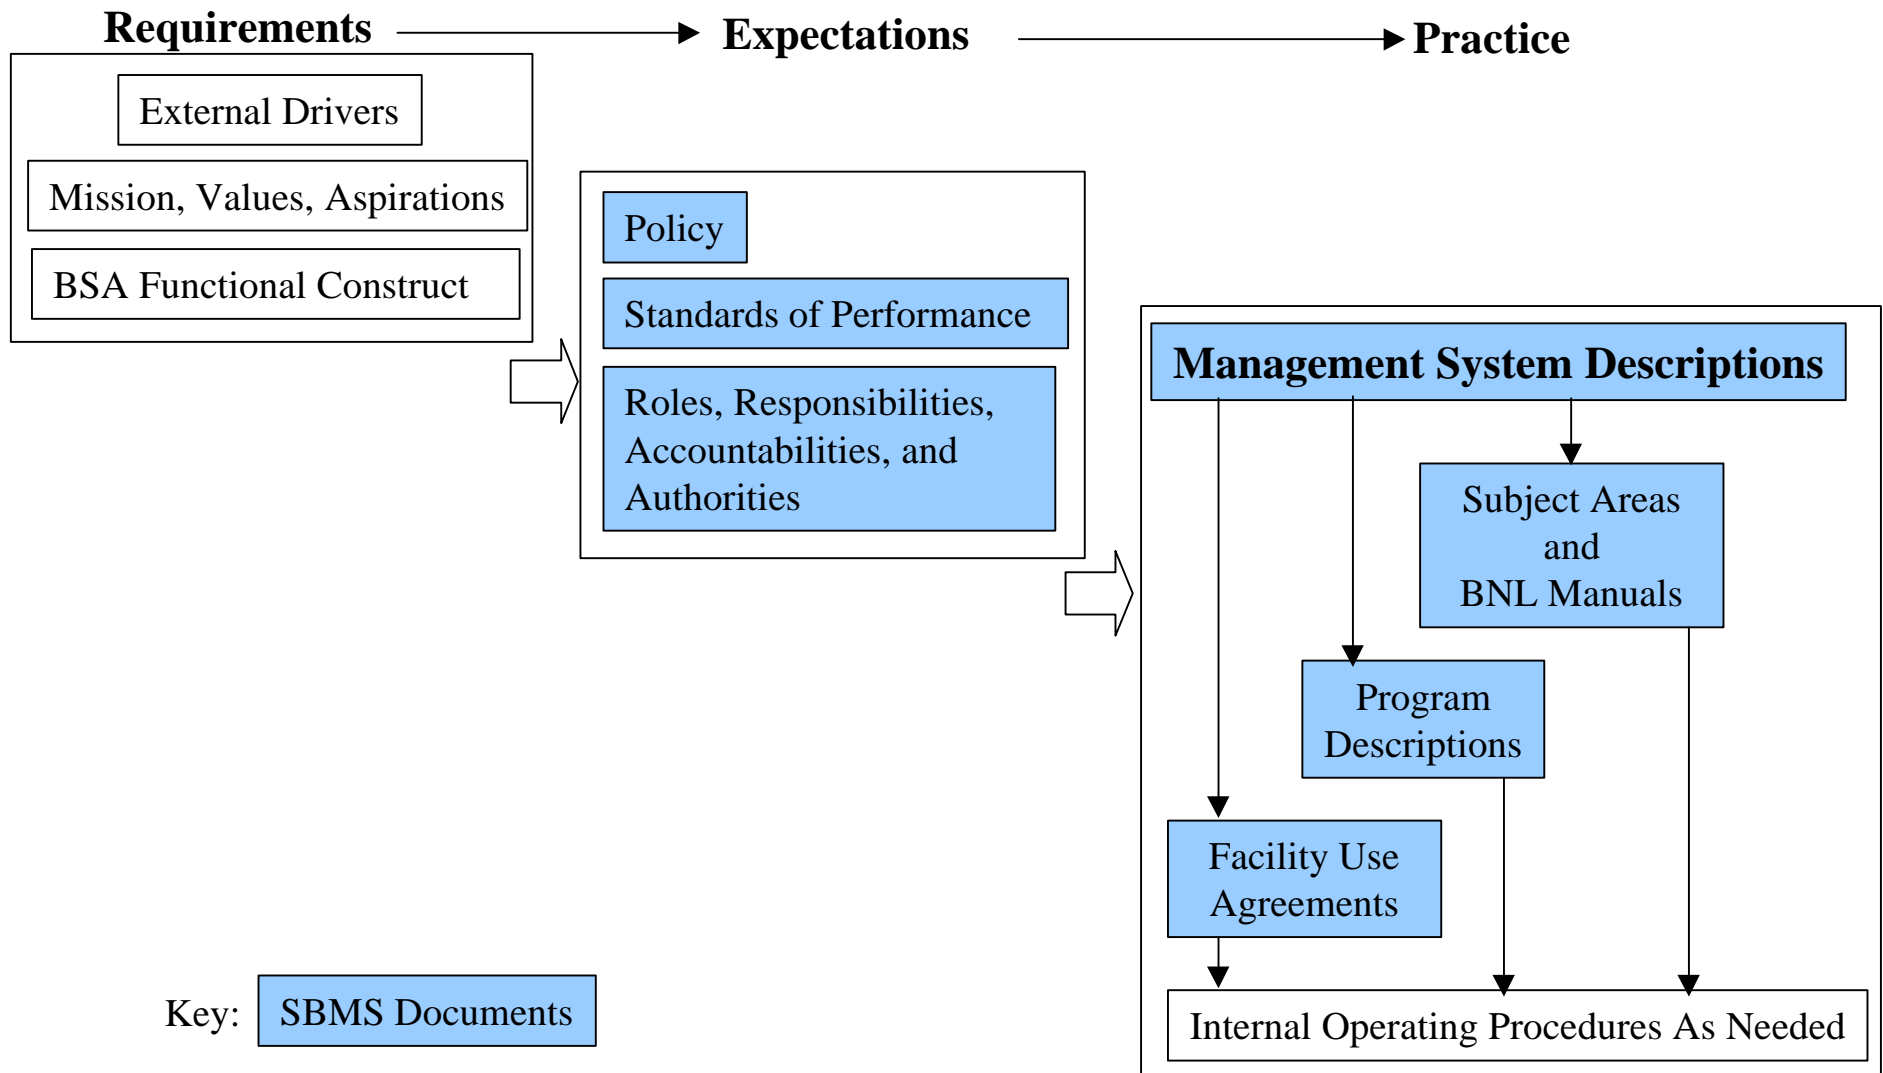 Requirements
Expectations
Practice
External Drivers
Mission, Values, Aspirations
BSA Functional Construct
Policy
Standards of Performance
Roles, Responsibilities,
Accountabilities, and
Authorities
Management System Descriptions
Subject Areas
and
BNL Manuals
Program
Descriptions
Facility Use
Agreements
Internal Operating Procedures As Needed
Key:
SBMS Documents